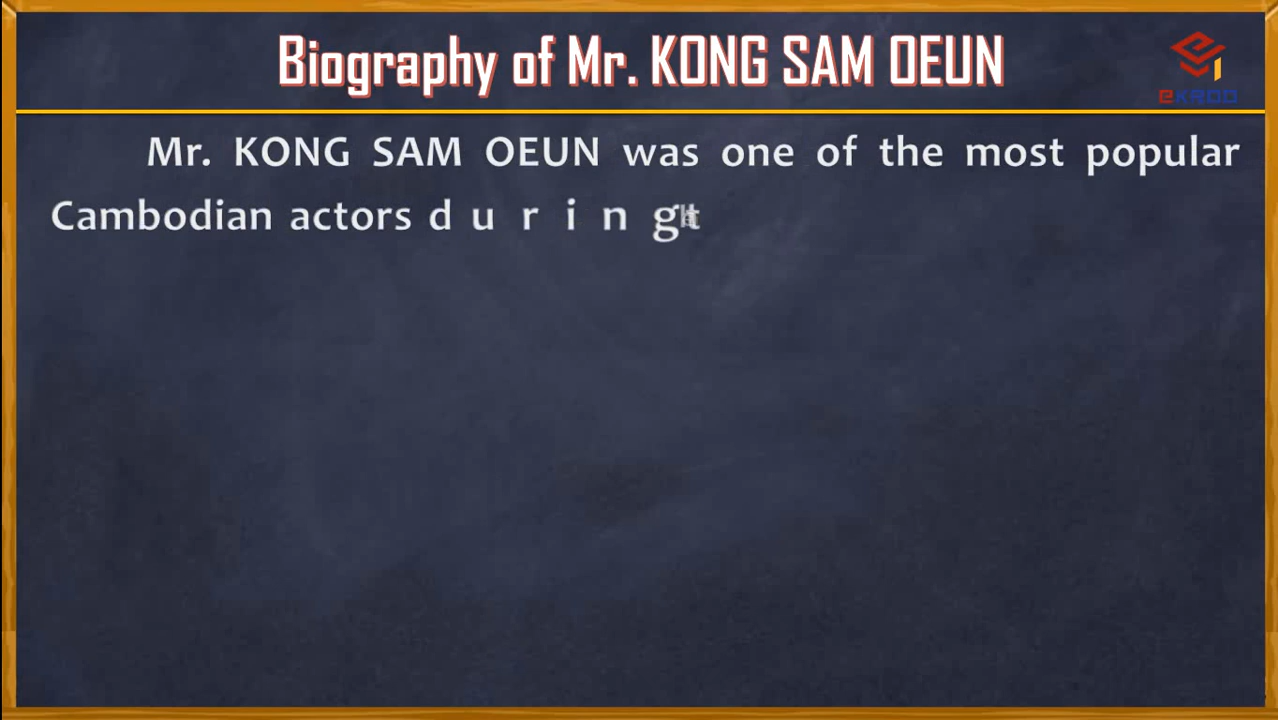 Biography of Mr. KONG SAM OEUN
eKROO
Mr. KONG SAM OEUN was one of the most popular
Cambodian actors during